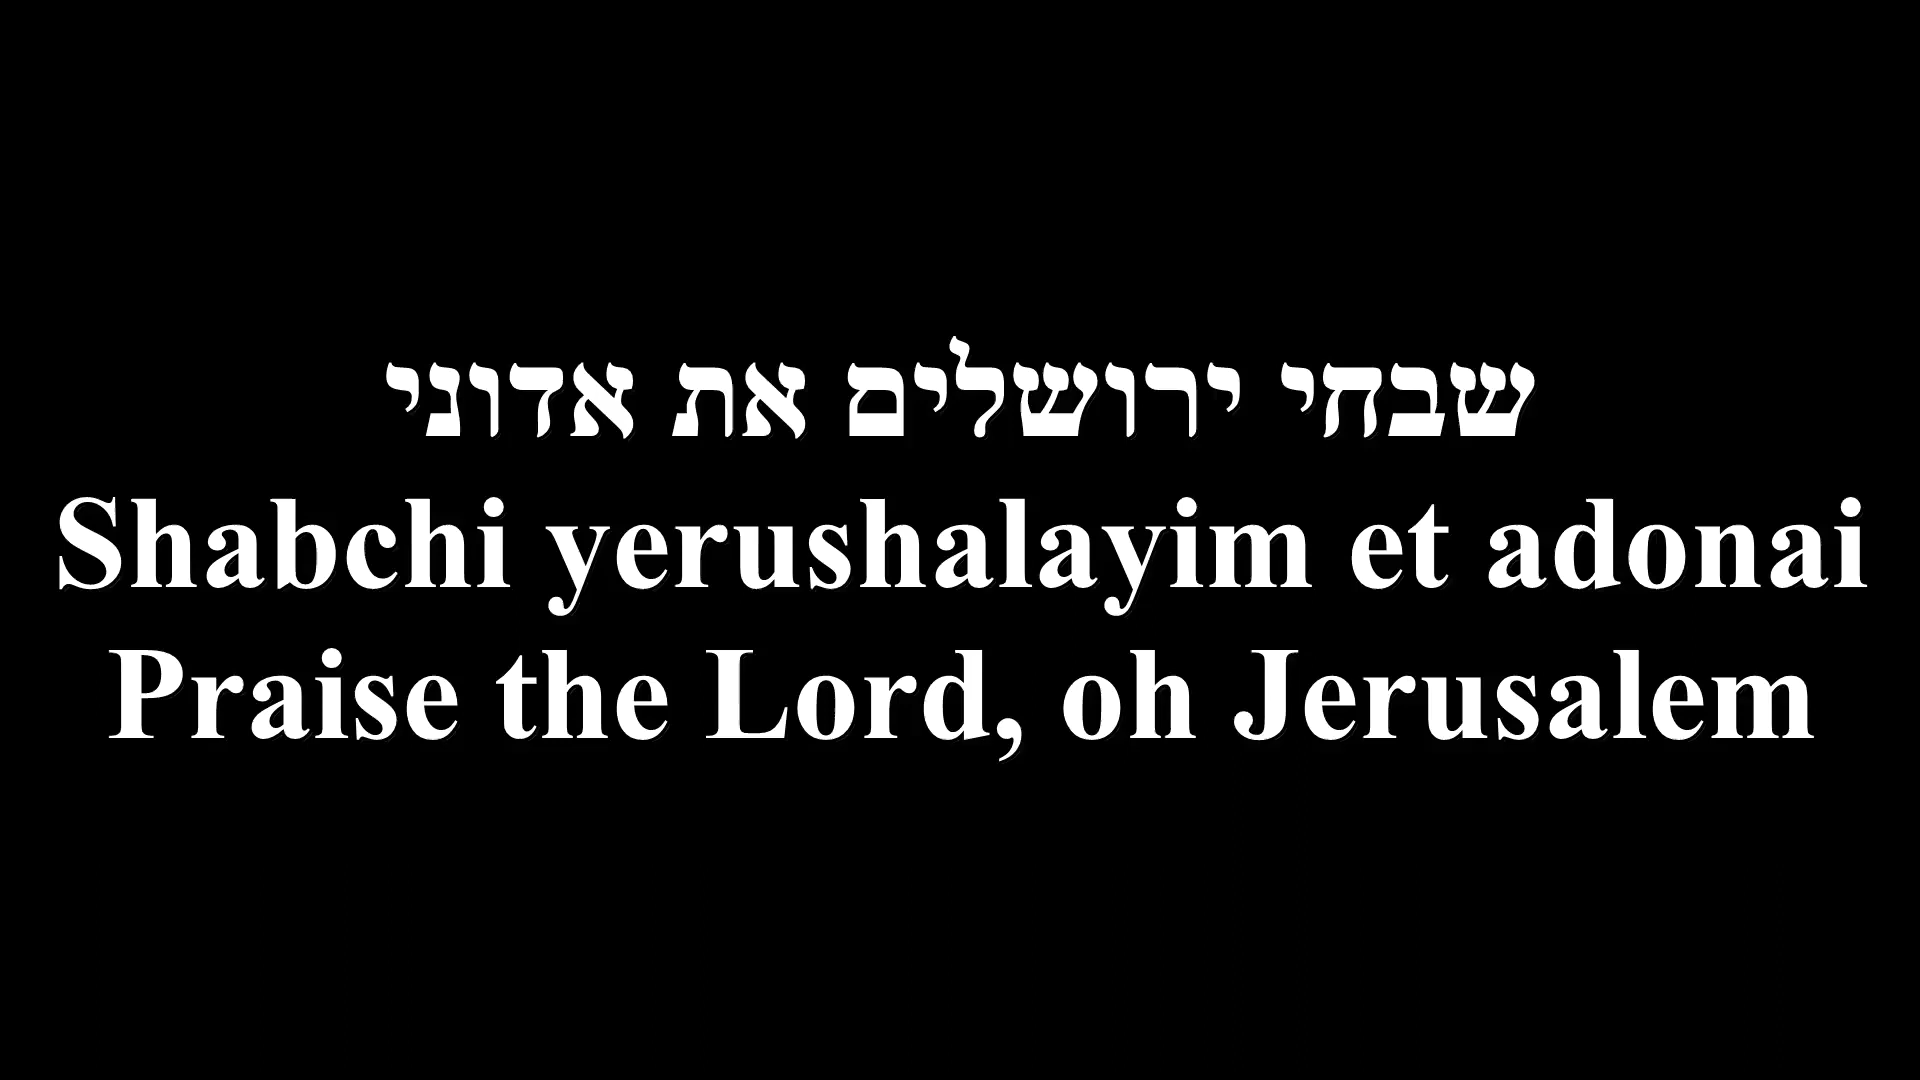 שבחי ירושלים את אדוני
Shabchi yerushalayim et adonai
Praise the Lord, oh Jerusalem